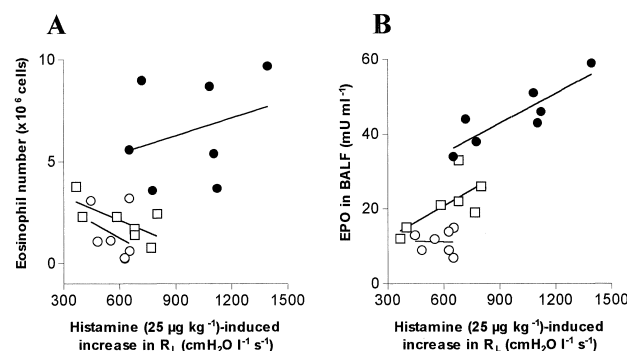 A
Eosinophil number (x10 ⁶ cells)
10
5
0
300 600 900 1200 1500
Histamine (25 µg kg⁻¹)-induced
increase in R_L (cmH₂O l⁻¹ s⁻¹)
B
EPO in BALF (mU ml⁻¹)
60
40
20
0
300 600 900 1200 1500
Histamine (25 µg kg⁻¹)-induced
increase in R_L (cmH₂O l⁻¹ s⁻¹)